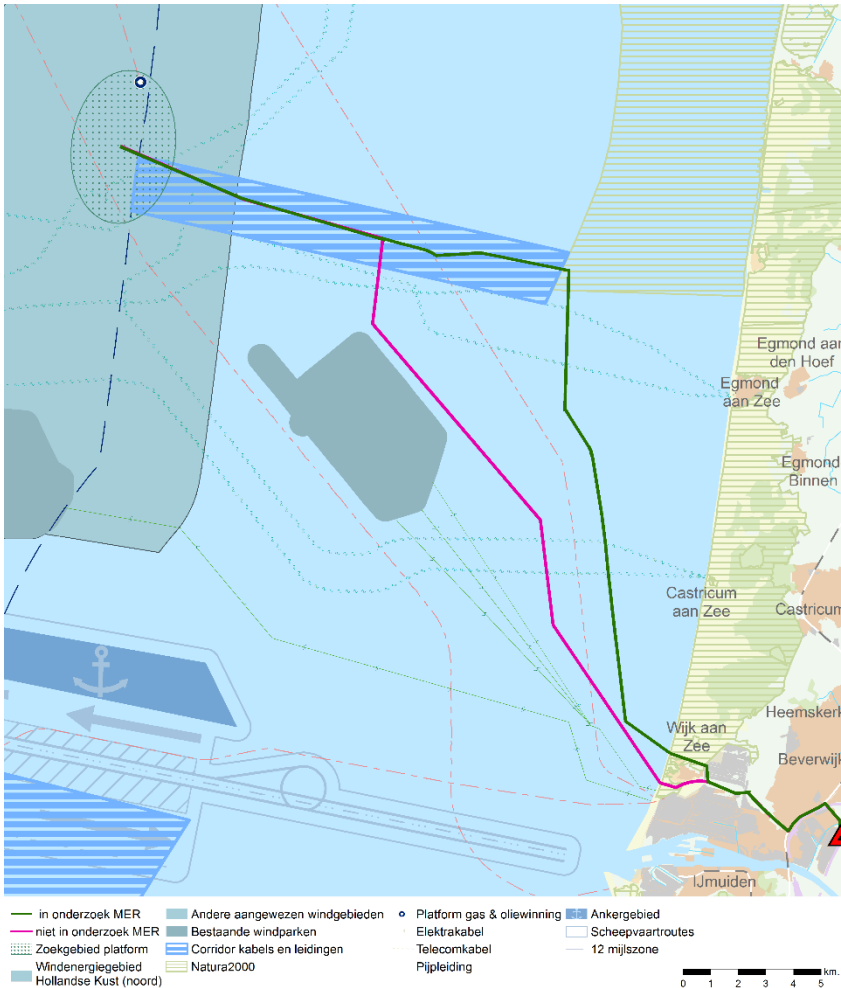 Egmond aan
den Hoef
Egmond
aan Zee
Egmond
Binnen
Castricum
aan Zee
Castricum
Heemskerk
Wijk aan
Zee
Beverwijk
IJmuiden
in onderzoek MER
niet in onderzoek MER
Zoekgebied platform
Windenergiegebied
Hollandse Kust (noord)
Andere aangewezen windgebieden
Bestaande windparken
Corridor kabels en leidingen
Natura2000
Platform gas & oliewinning
Elektrakabel
Telecomkabel
Pijpleiding
Ankergebied
Scheepvaartroutes
12 mijlszone
km.
0 1 2 3 4 5